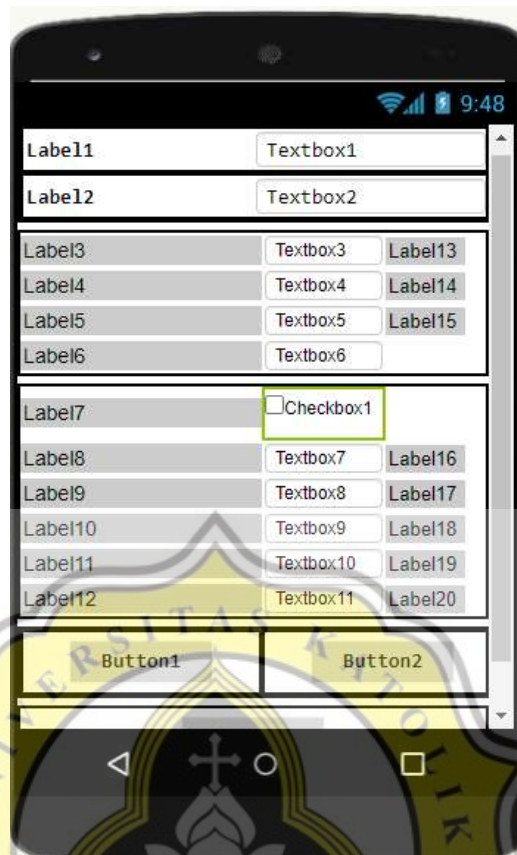 9:48
Label1 Textbox1
Label2 Textbox2
Label3 Textbox3 Label13
Label4 Textbox4 Label14
Label5 Textbox5 Label15
Label6 Textbox6
Label7 Checkbox1
Label8 Textbox7 Label16
Label9 Textbox8 Label17
Label10 Textbox9 Label18
Label11 Textbox10 Label19
Label12 Textbox11 Label20
Button1 Button2